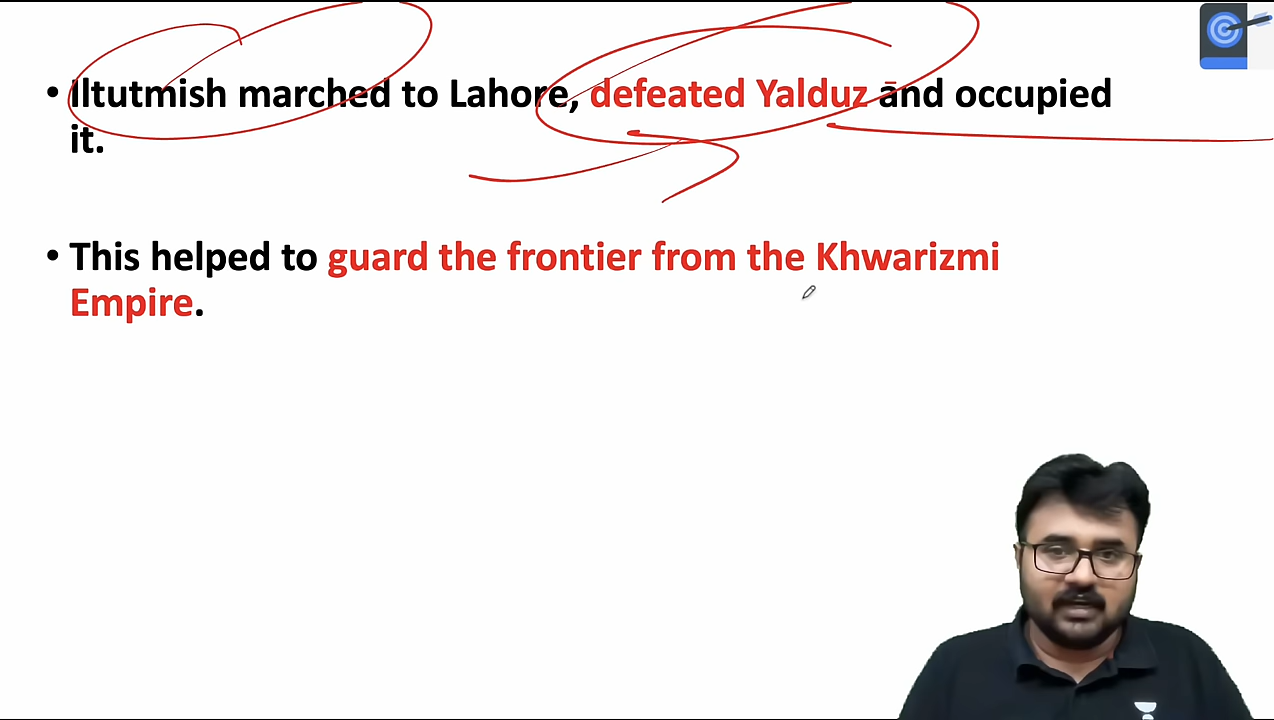 • Iltutmish marched to Lahore, defeated Yalduz and occupied
it.
• This helped to guard the frontier from the Khwarizmi
Empire.